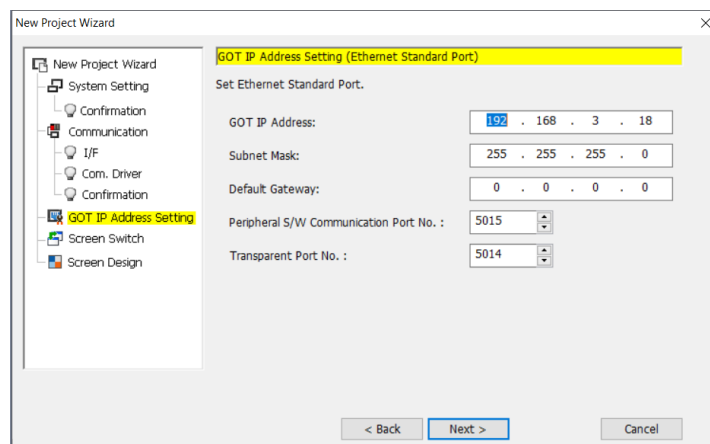 New Project Wizard
New Project Wizard
System Setting
Confirmation
Communication
I/F
Com. Driver
Confirmation
GOT IP Address Setting
Screen Switch
Screen Design
GOT IP Address Setting (Ethernet Standard Port)
Set Ethernet Standard Port.
GOT IP Address: 192 . 168 . 3 . 18
Subnet Mask: 255 . 255 . 255 . 0
Default Gateway: 0 . 0 . 0 . 0
Peripheral S/W Communication Port No. : 5015
Transparent Port No. : 5014
< Back Next > Cancel